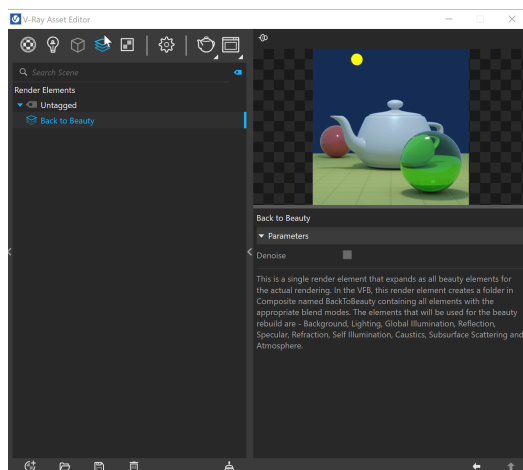 V-Ray Asset Editor
Search Scene
Render Elements
Untagged
Back to Beauty
Back to Beauty
Parameters
Denoise
This is a single render element that expands as all beauty elements for
the actual rendering. In the VFB, this render element creates a folder in
Composite named BackToBeauty containing all elements with the
appropriate blend modes. The elements that will be used for the beauty
rebuild are - Background, Lighting, Global Illumination, Reflection,
Specular, Refraction, Self Illumination, Caustics, Subsurface Scattering and
Atmosphere.